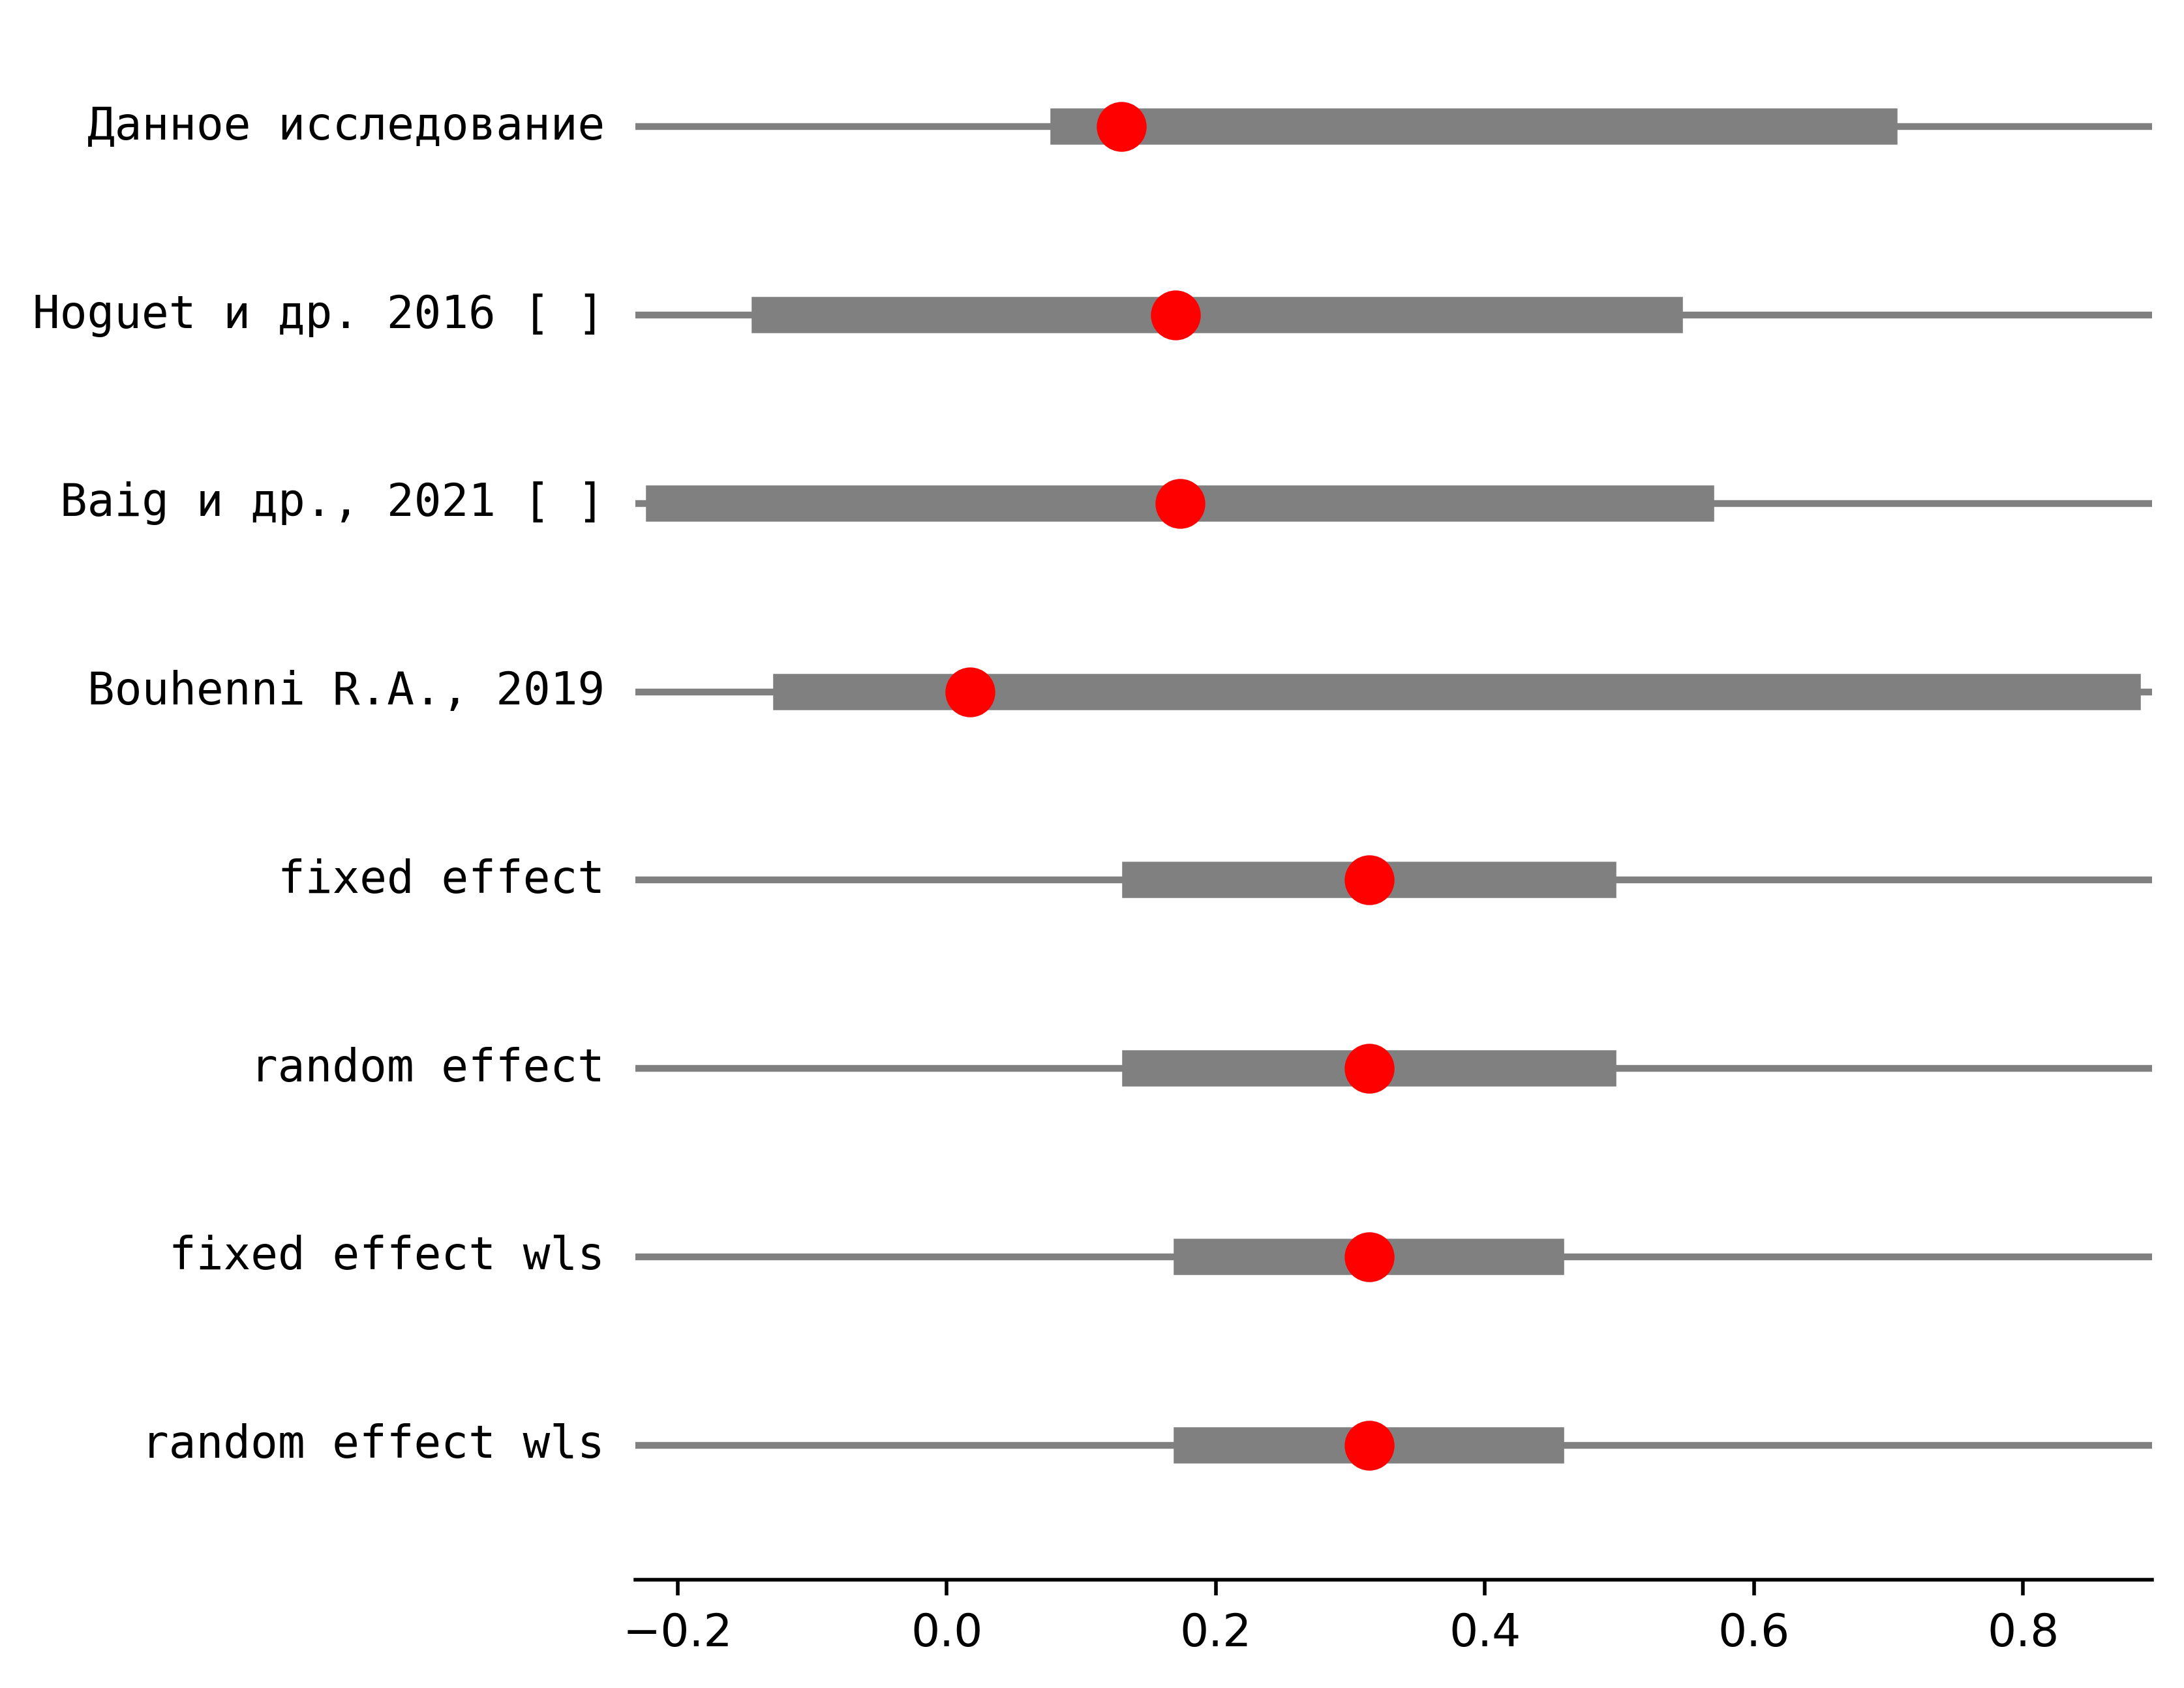 Данное исследование
Hoguet и др. 2016 [ ]
Baig и др., 2021 [ ]
Bouhenni R.A., 2019
fixed effect
random effect
fixed effect wls
random effect wls
−0.2 0.0 0.2 0.4 0.6 0.8